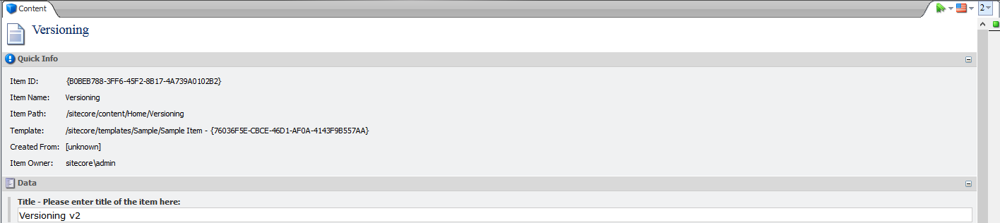 Content
2
Versioning
Quick Info
Item ID: {B0BEB788-3FF6-45F2-8B17-4A739A0102B2}
Item Name: Versioning
Item Path: /sitecore/content/Home/Versioning
Template: /sitecore/templates/Sample/Sample Item - {76036F5E-CBCE-46D1-AF0A-4143F9B557AA}
Created From: [unknown]
Item Owner: sitecore\admin
Data
Title - Please enter title of the item here:
Versioning v2